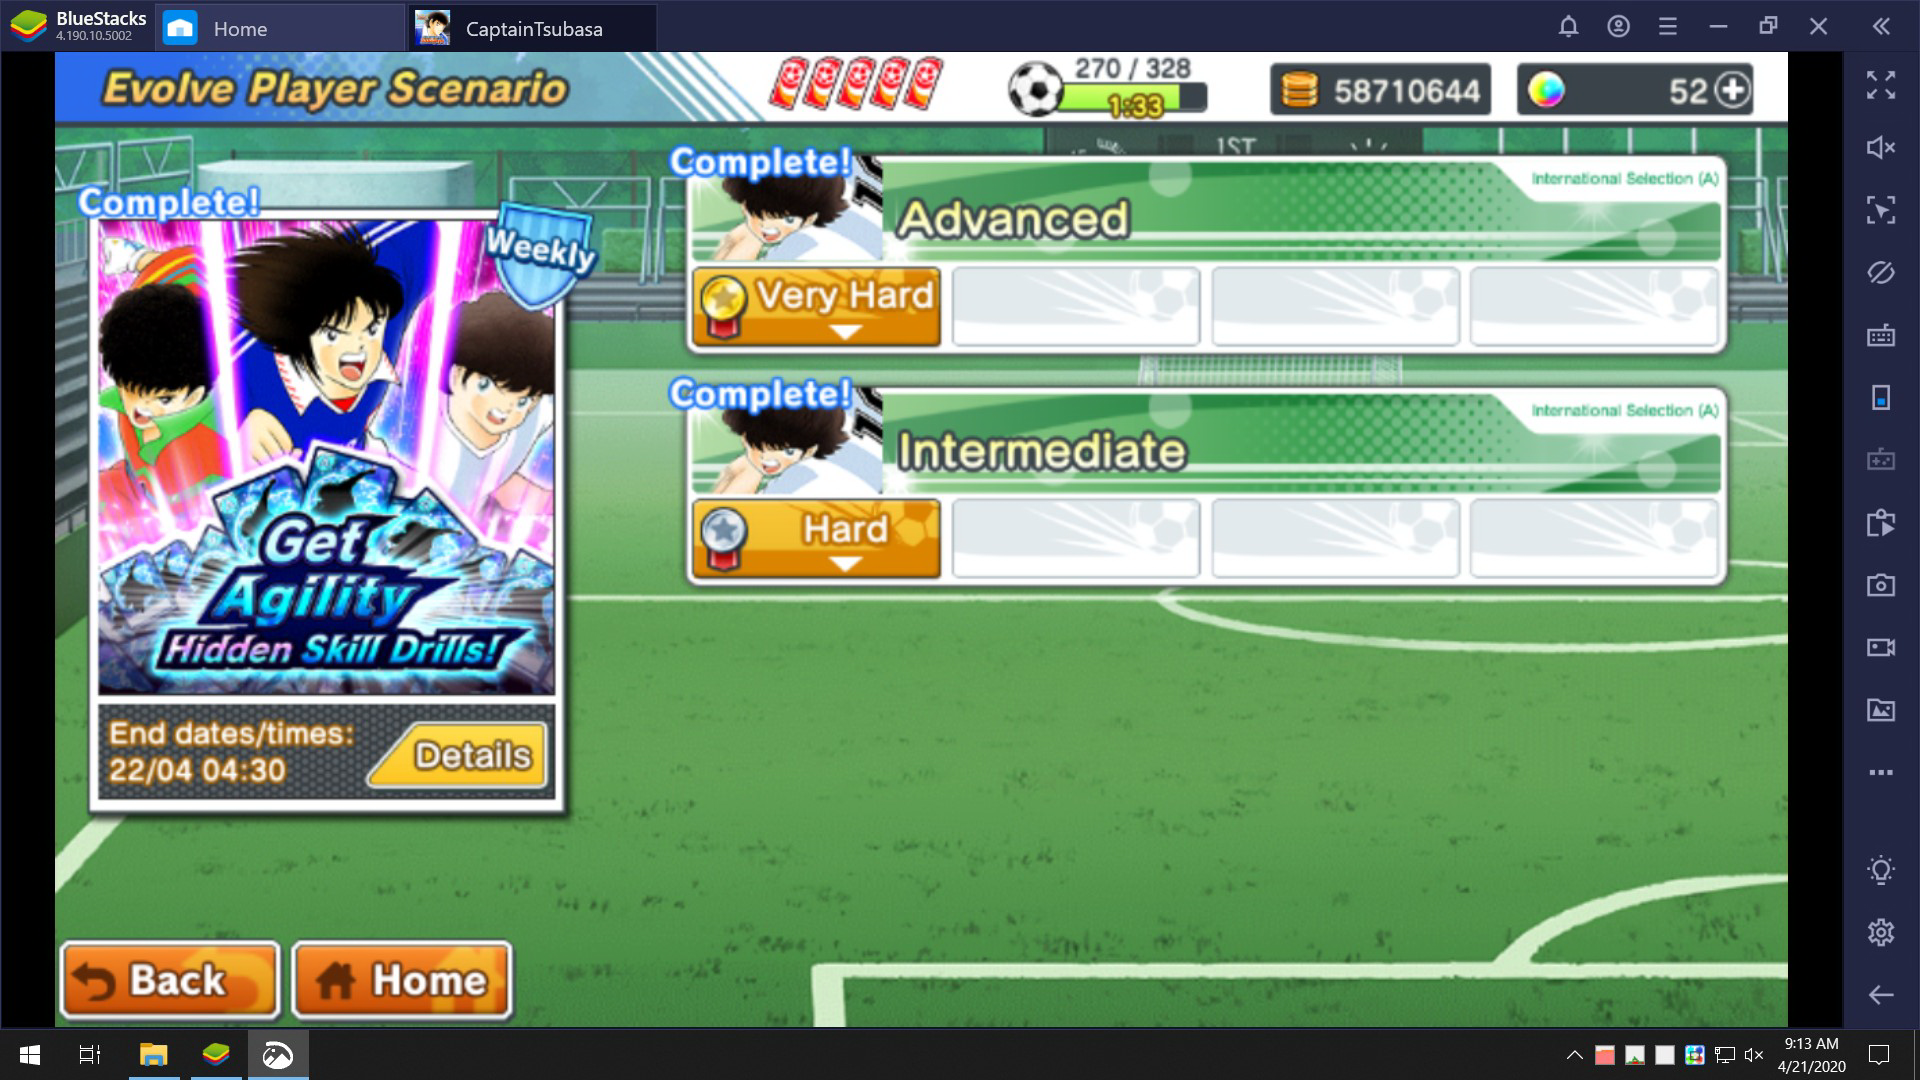 BlueStacks
4.190.10.5002
Home
CaptainTsubasa
Evolve Player Scenario
270 / 328
1:33
58710644
52
1ST
Complete!
Weekly
Get
Agility
Hidden Skill Drills!
End dates/times:
22/04 04:30
Details
Complete!
International Selection (A)
Advanced
Very Hard
Complete!
International Selection (A)
Intermediate
Hard
Back
Home
9:13 AM
4/21/2020